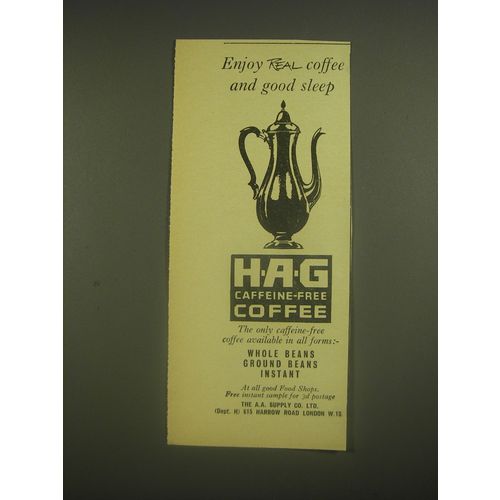 Enjoy REAL coffee
and good sleep
H·A·G
CAFFEINE-FREE
COFFEE
The only caffeine-free
coffee available in all forms:-
WHOLE BEANS
GROUND BEANS
INSTANT
At all good Food Shops.
Free instant sample for 3d postage
THE A.A. SUPPLY CO. LTD.
(Dept. H) 615 HARROW ROAD LONDON W.10